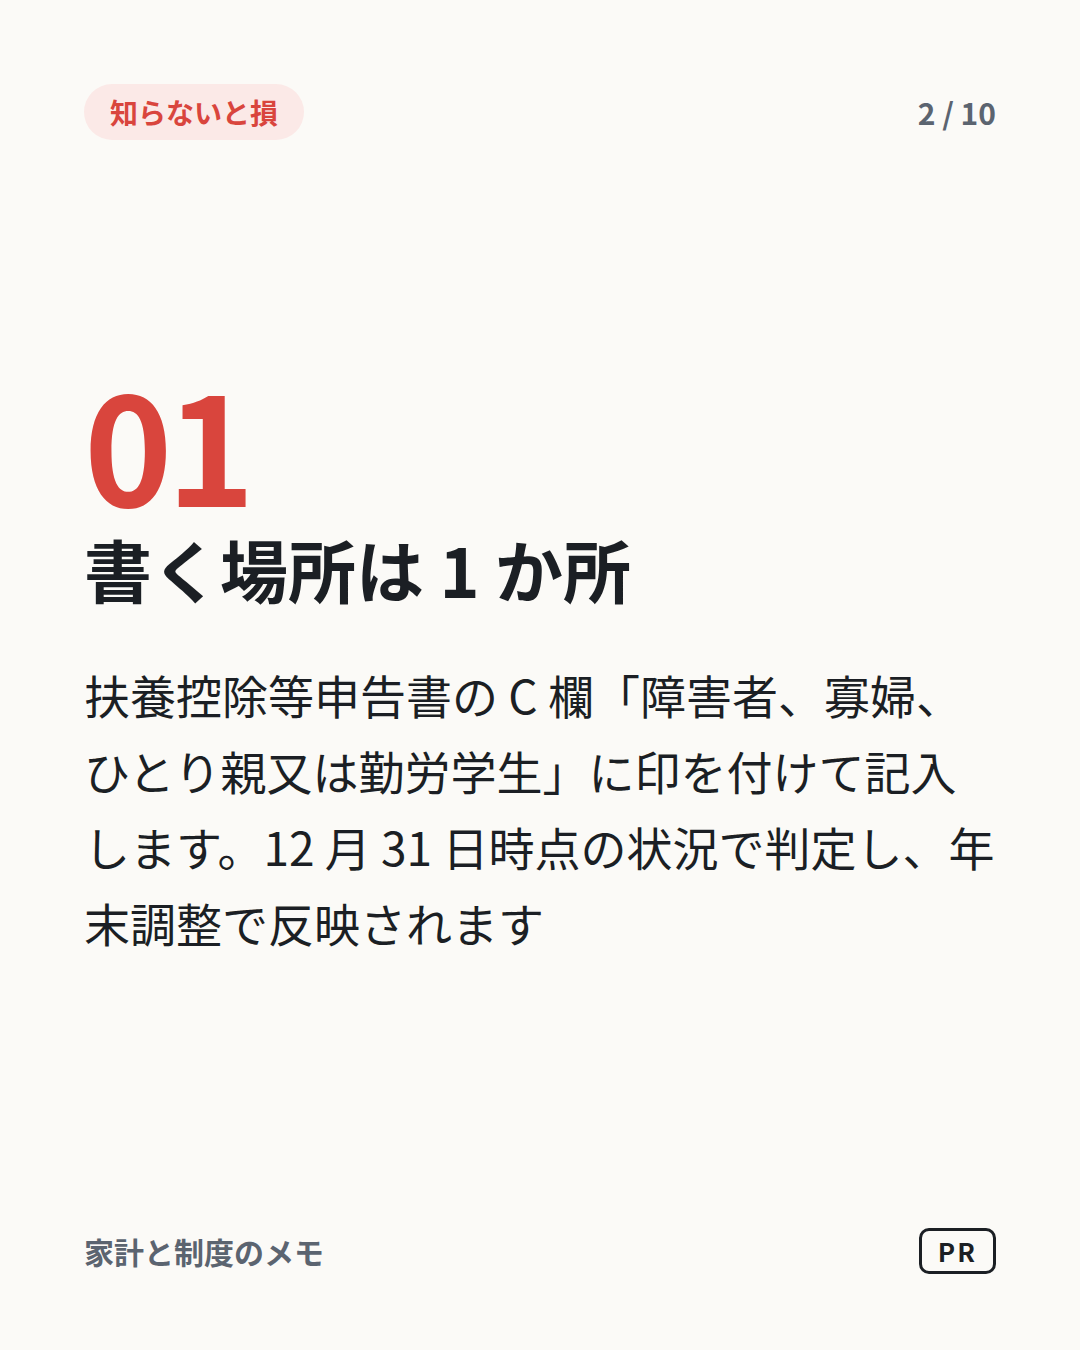 知らないと損
2 / 10
01
書く場所は 1 か所
扶養控除等申告書の C 欄「障害者、寡婦、
ひとり親又は勤労学生」に印を付けて記入
します。12 月 31 日時点の状況で判定し、年
末調整で反映されます
家計と制度のメモ
PR